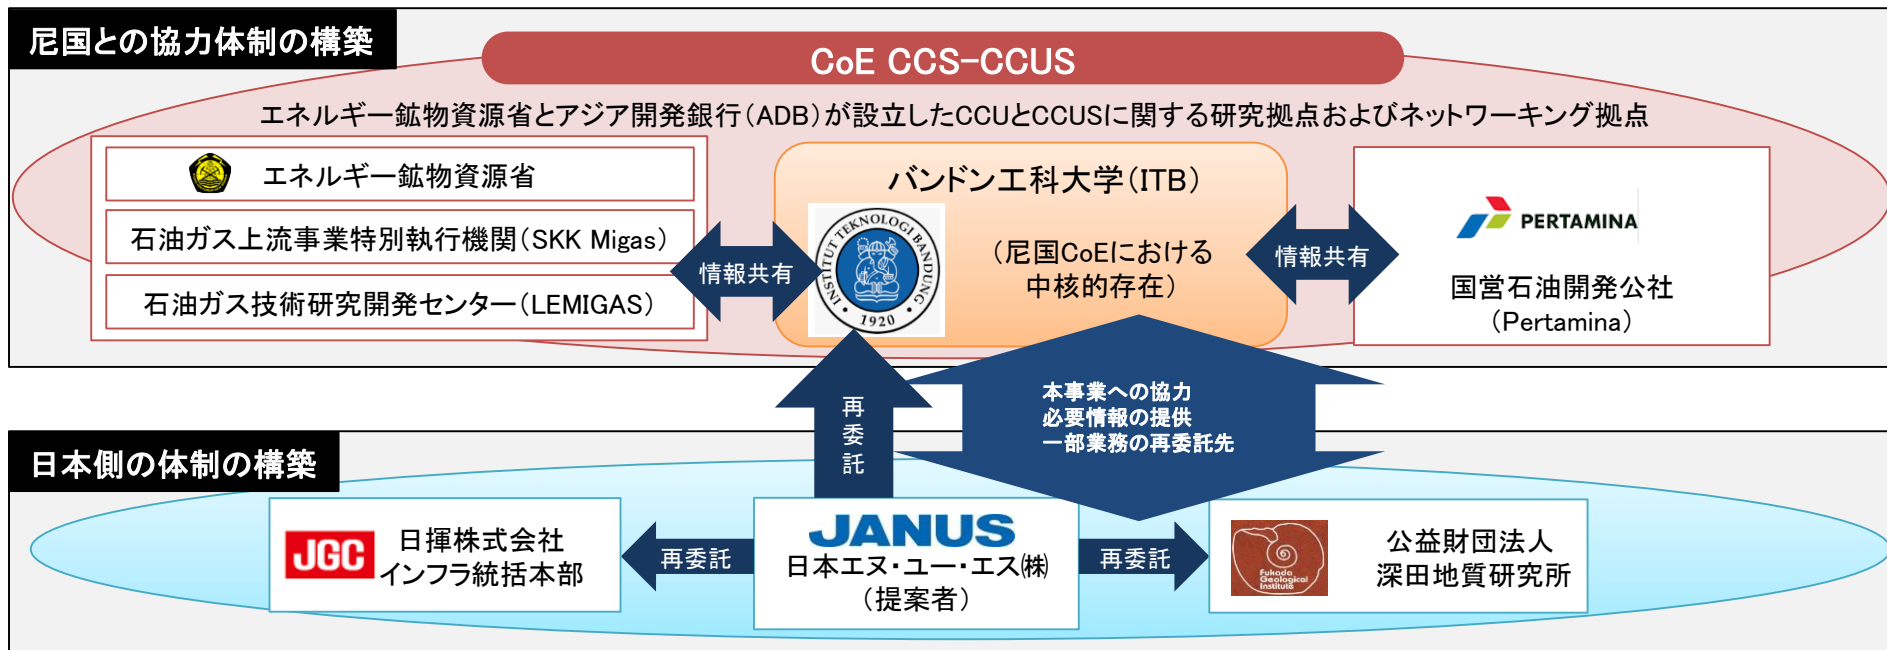 尼国との協力体制の構築
CoE CCS-CCUS
エネルギー鉱物資源省とアジア開発銀行（ADB）が設立したCCUとCCUSに関する研究拠点およびネットワーキング拠点
エネルギー鉱物資源省
石油ガス上流事業特別執行機関（SKK Migas）
石油ガス技術研究開発センター（LEMIGAS）
情報共有
バンドン工科大学（ITB）
INSTITUT TEKNOLOGI BANDUNG
1920
（尼国CoEにおける
中核的存在）
情報共有
PERTAMINA
国営石油開発公社
（Pertamina）
再委託
本事業への協力
必要情報の提供
一部業務の再委託先
日本側の体制の構築
JGC
日揮株式会社
インフラ統括本部
再委託
JANUS
日本エヌ・ユー・エス㈱
（提案者）
再委託
Fukada
Geological
Institute
公益財団法人
深田地質研究所